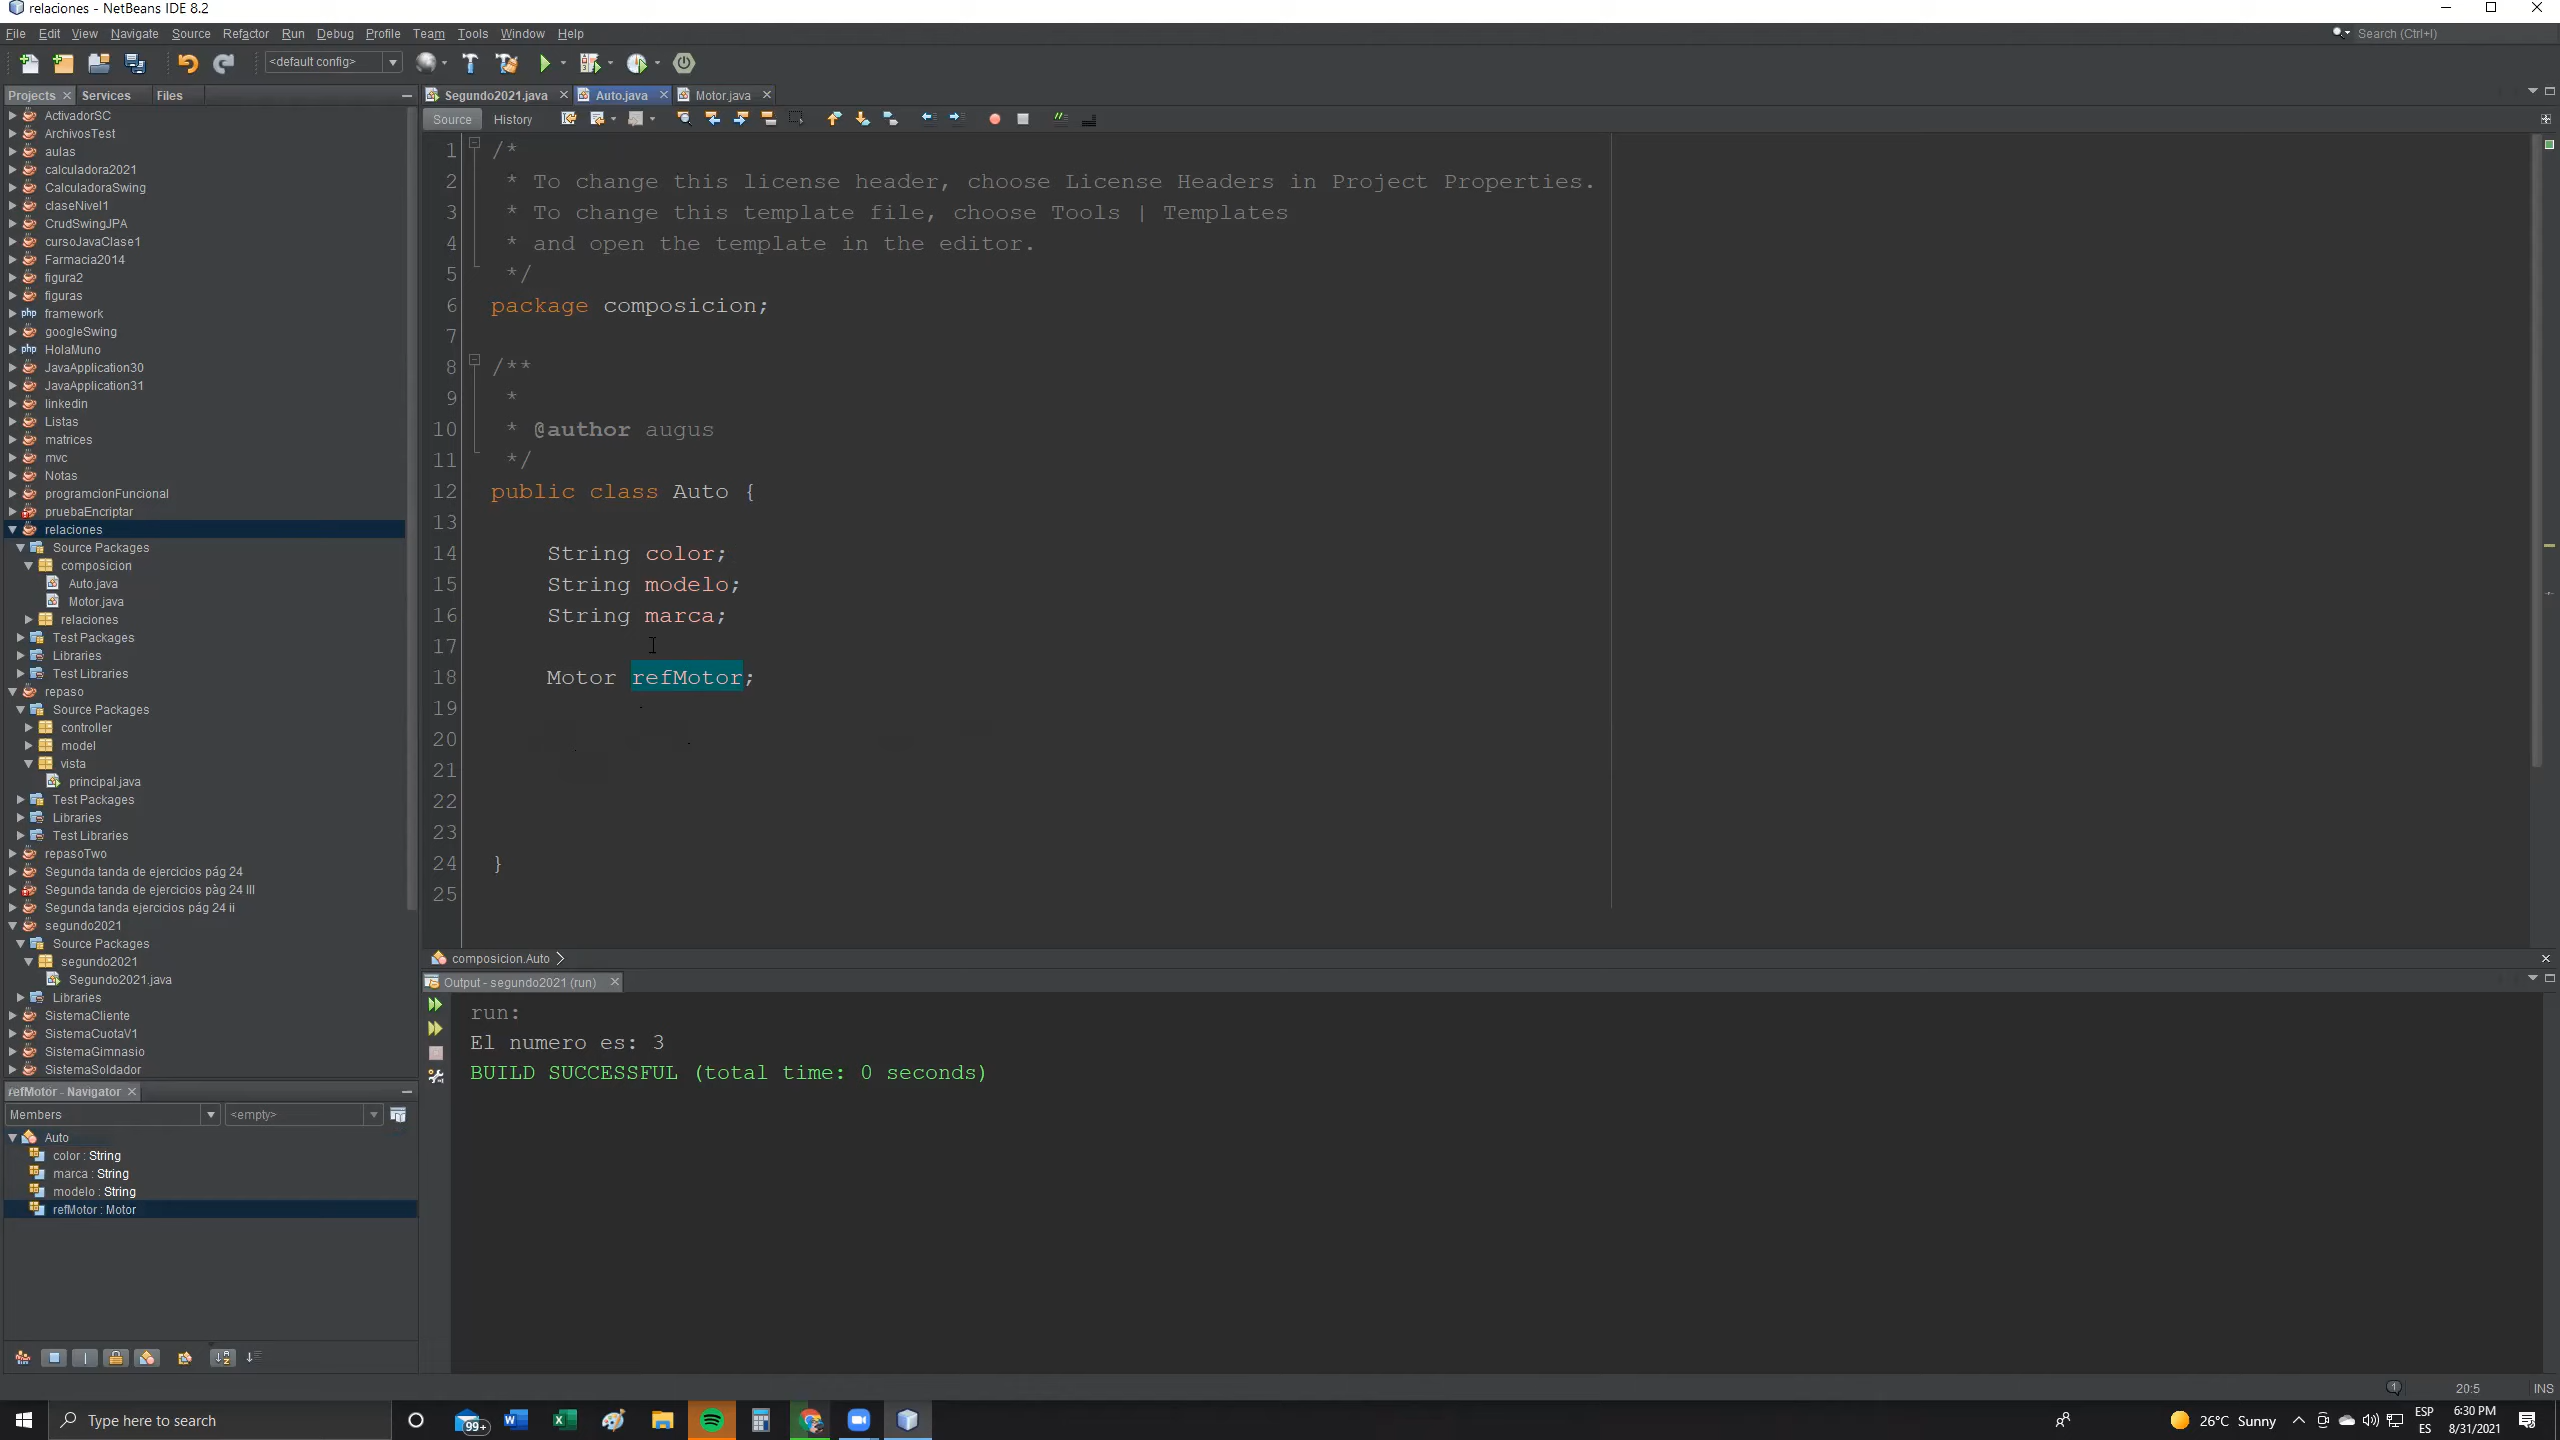 relaciones - NetBeans IDE 8.2
File Edit View Navigate Source Refactor Run Debug Profile Team Tools Window Help
Search (Ctrl+I)
<default config>
Projects Services Files
Segundo2021.java Auto.java Motor.java
Source History
ActivadorSC
ArchivosTest
aulas
calculadora2021
CalculadoraSwing
claseNivel1
CrudSwingJPA
cursoJavaClase1
Farmacia2014
figura2
figuras
php framework
googleSwing
php HolaMuno
JavaApplication30
JavaApplication31
linkedin
Listas
matrices
mvc
Notas
programcionFuncional
pruebaEncriptar
relaciones
Source Packages
composicion
Auto.java
Motor.java
relaciones
Test Packages
Libraries
Test Libraries
repaso
Source Packages
controller
model
vista
principal.java
Test Packages
Libraries
Test Libraries
repasoTwo
Segunda tanda de ejercicios pág 24
Segunda tanda de ejercicios pàg 24 III
Segunda tanda ejercicios pág 24 ii
segundo2021
Source Packages
segundo2021
Segundo2021.java
Libraries
SistemaCliente
SistemaCuotaV1
SistemaGimnasio
SistemaSoldador
1 /*
2 * To change this license header, choose License Headers in Project Properties.
3 * To change this template file, choose Tools | Templates
4 * and open the template in the editor.
5 */
6 package composicion;
7
8 /**
9 *
10 * @author augus
11 */
12 public class Auto {
13
14 String color;
15 String modelo;
16 String marca;
17
18 Motor refMotor;
19
20
21
22
23
24 }
25
composicion.Auto
Output - segundo2021 (run)
run:
El numero es: 3
BUILD SUCCESSFUL (total time: 0 seconds)
refMotor - Navigator
Members <empty>
Auto
color : String
marca : String
modelo : String
refMotor : Motor
1 20:5 INS
Type here to search
99+
26°C Sunny
ESP
ES
6:30 PM
8/31/2021